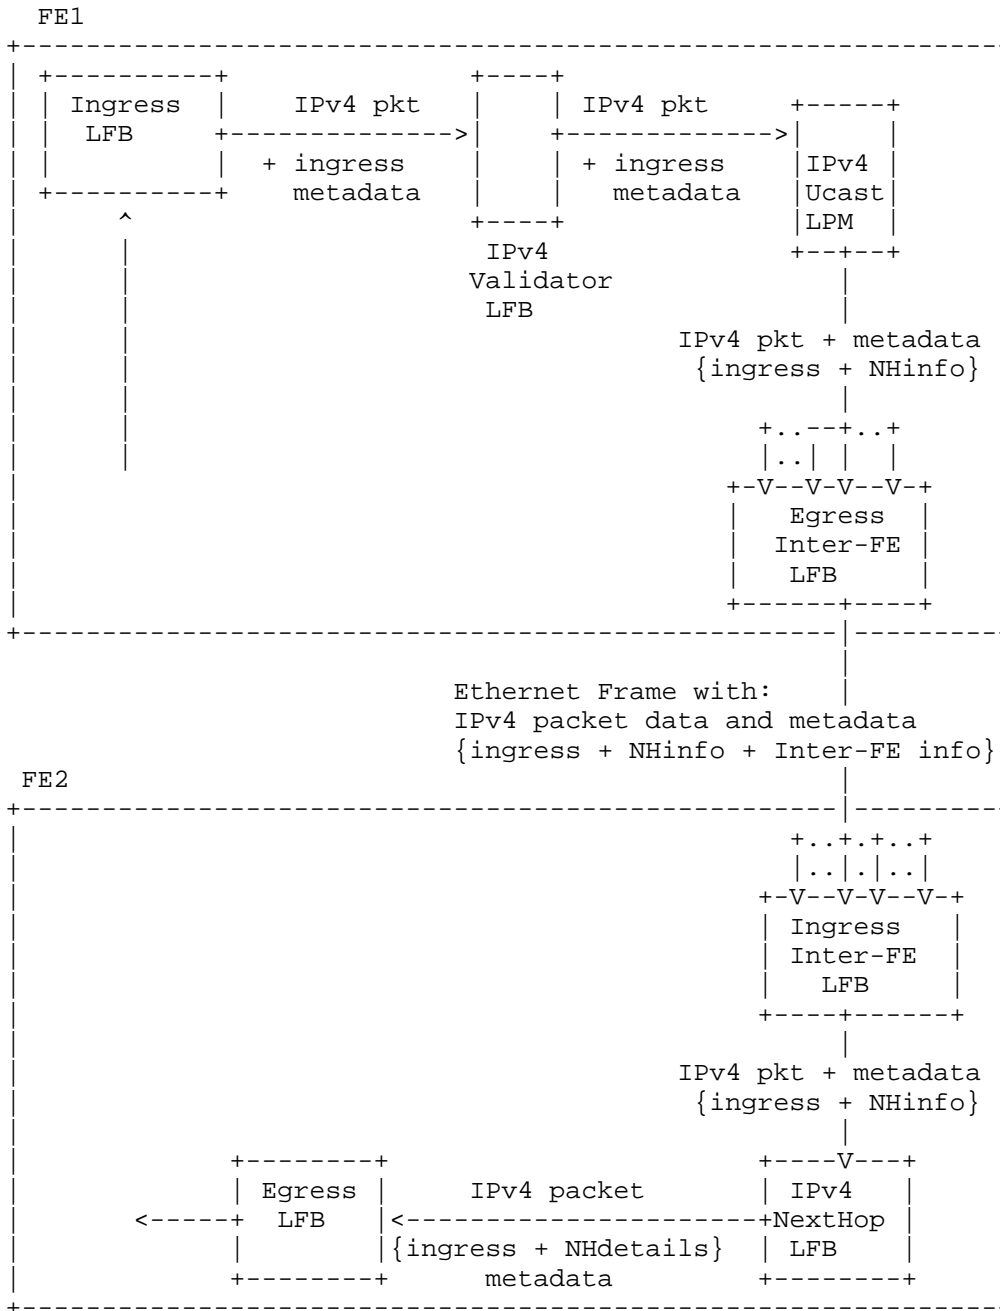 FE1
Ingress IPv4 pkt IPv4 pkt
LFB
+ ingress + ingress IPv4
metadata metadata Ucast
LPM
IPv4
Validator
LFB
IPv4 pkt + metadata
{ingress + NHinfo}
Egress
Inter-FE
LFB
Ethernet Frame with:
IPv4 packet data and metadata
{ingress + NHinfo + Inter-FE info}
FE2
Ingress
Inter-FE
LFB
IPv4 pkt + metadata
{ingress + NHinfo}
Egress IPv4 packet IPv4
LFB NextHop
{ingress + NHdetails} LFB
metadata